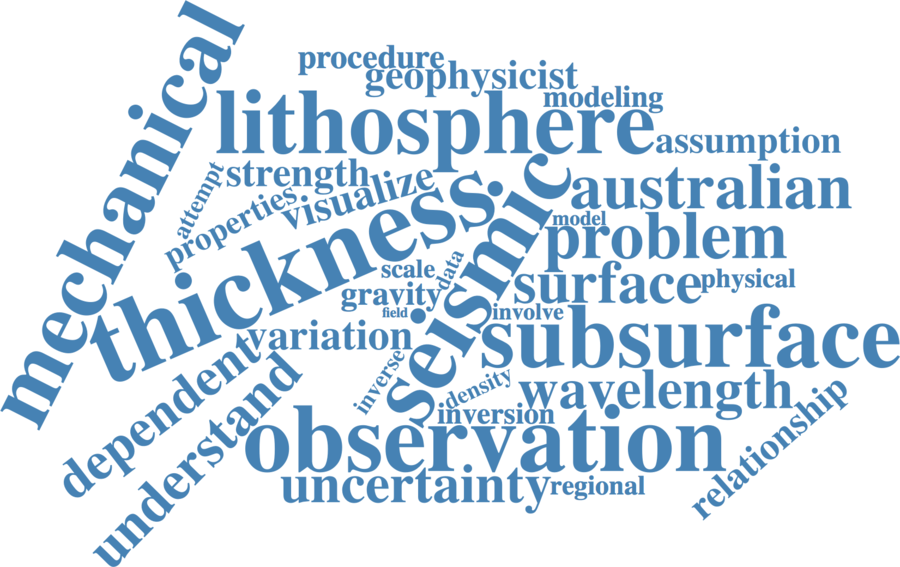 mechanical
procedure
geophysicist
modeling
lithosphere
assumption
attempt
strength
properties
visualize
thickness
seismic
australian
model
problem
scale
data
surface
physical
gravity
field
involve
variation
subsurface
dependent
inverse
density
wavelength
understand
inversion
relationship
observation
uncertainty
regional